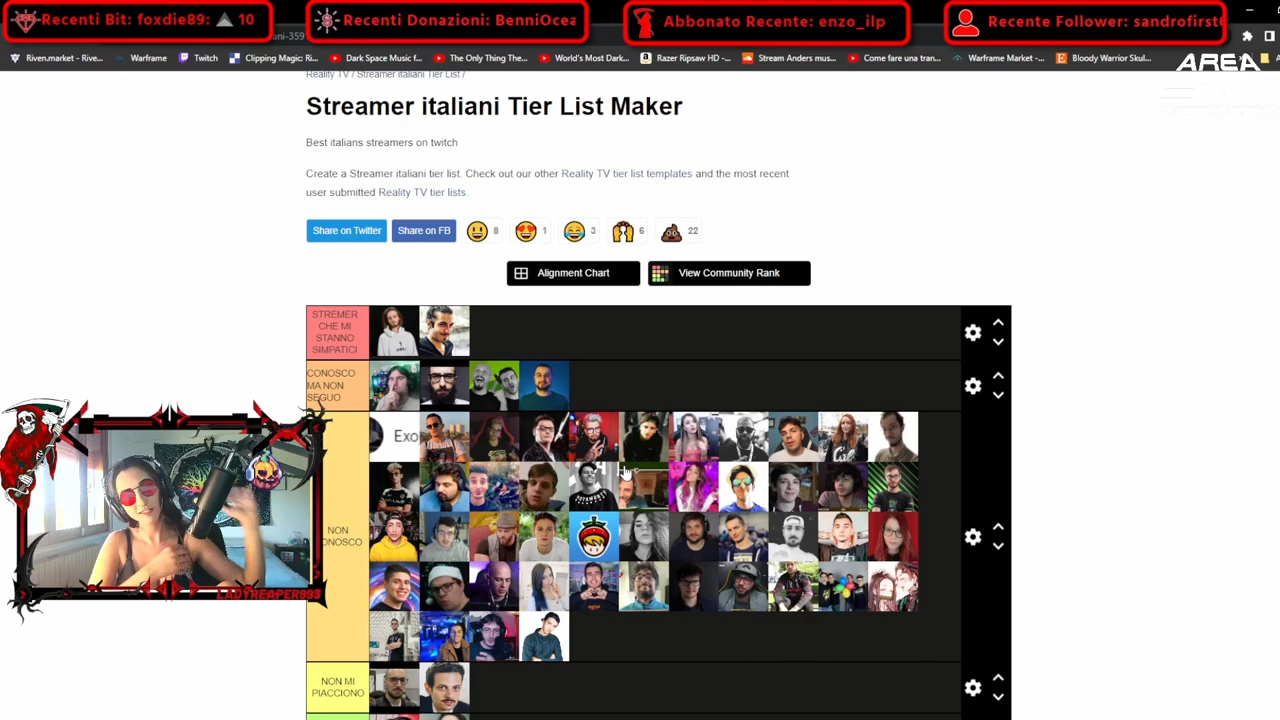 Recenti Bit: foxdie89: 10
Recenti Donazioni: BenniOcea
Abbonato Recente: enzo_ilp
Recente Follower: sandrofirst
uni-359
Riven.market - Rive...
Warframe
Twitch
Clipping Magic: Ri...
Dark Space Music f...
The Only Thing The...
World's Most Dark...
Razer Ripsaw HD -...
Stream Anders mus...
Come fare una tran...
Warframe Market -...
Bloody Warrior Skul...
AREA
Reality TV / Streamer italiani Tier List /
Streamer italiani Tier List Maker
Best italians streamers on twitch
Create a Streamer italiani tier list. Check out our other Reality TV tier list templates and the most recent
user submitted Reality TV tier lists.
Share on Twitter
Share on FB
8
1
3
6
22
Alignment Chart
View Community Rank
STREMER
CHE MI
STANNO
SIMPATICI
CONOSCO
MA NON
SEGUO
Exo
NON
CONOSCO
LADYREAPER993
NON MI
PIACCIONO